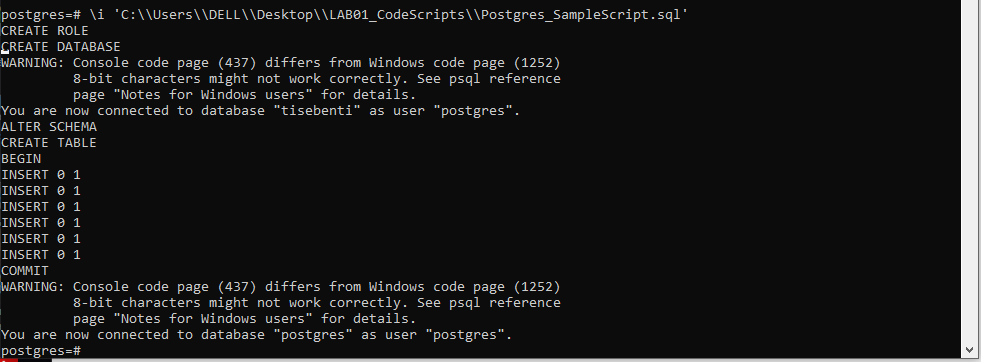 postgres=# \i 'C:\\Users\\DELL\\Desktop\\LAB01_CodeScripts\\Postgres_SampleScript.sql'
CREATE ROLE
CREATE DATABASE
WARNING: Console code page (437) differs from Windows code page (1252)
         8-bit characters might not work correctly. See psql reference
         page "Notes for Windows users" for details.
You are now connected to database "tisebenti" as user "postgres".
ALTER SCHEMA
CREATE TABLE
BEGIN
INSERT 0 1
INSERT 0 1
INSERT 0 1
INSERT 0 1
INSERT 0 1
INSERT 0 1
COMMIT
WARNING: Console code page (437) differs from Windows code page (1252)
         8-bit characters might not work correctly. See psql reference
         page "Notes for Windows users" for details.
You are now connected to database "postgres" as user "postgres".
postgres=#